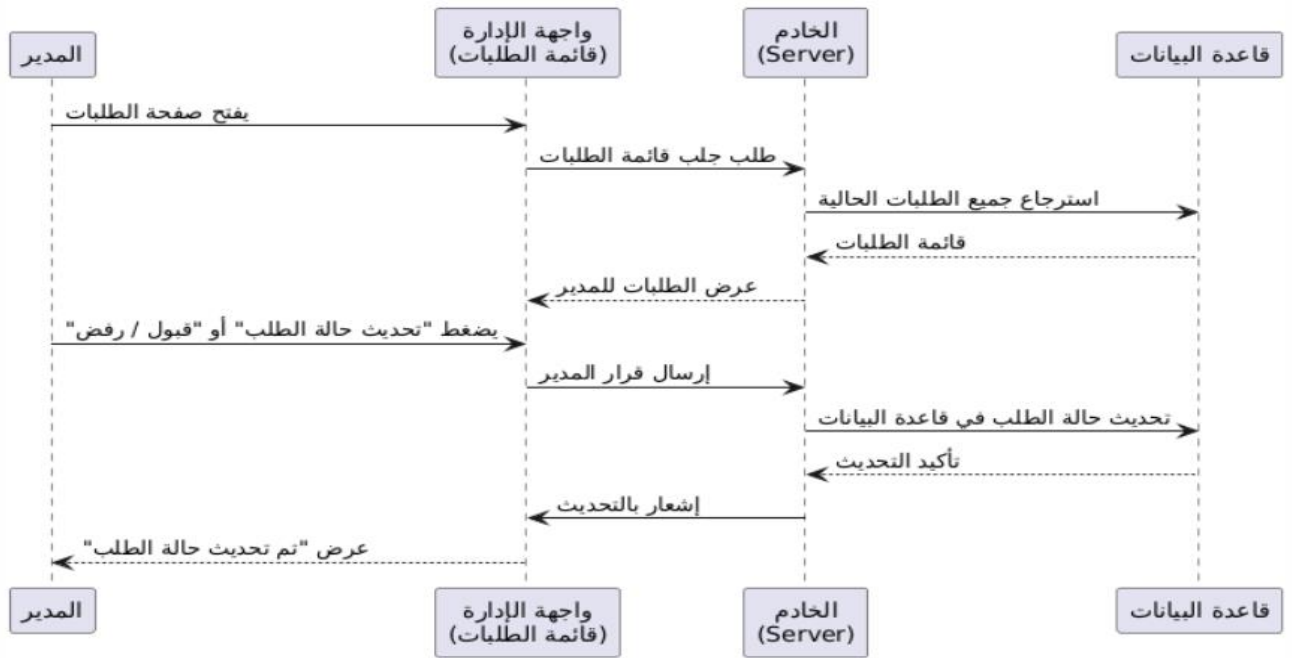 المدير
واجهة الإدارة
(قائمة الطلبات)
الخادم
(Server)
قاعدة البيانات
يفتح صفحة الطلبات
طلب جلب قائمة الطلبات
استرجاع جميع الطلبات الحالية
قائمة الطلبات
عرض الطلبات للمدير
يضغط "تحديث حالة الطلب" أو "قبول / رفض"
إرسال قرار المدير
تحديث حالة الطلب في قاعدة البيانات
تأكيد التحديث
إشعار بالتحديث
عرض "تم تحديث حالة الطلب"
المدير
واجهة الإدارة
(قائمة الطلبات)
الخادم
(Server)
قاعدة البيانات